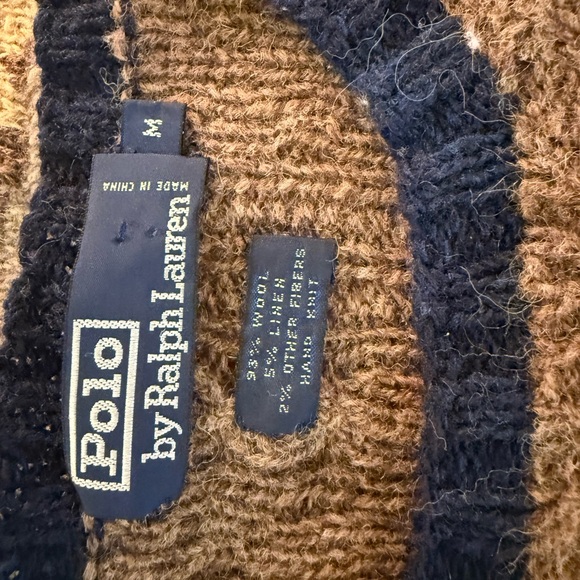 M
Polo
by Ralph Lauren
MADE IN CHINA
93% WOOL
5% LINEN
2% OTHER FIBERS
HAND KNIT